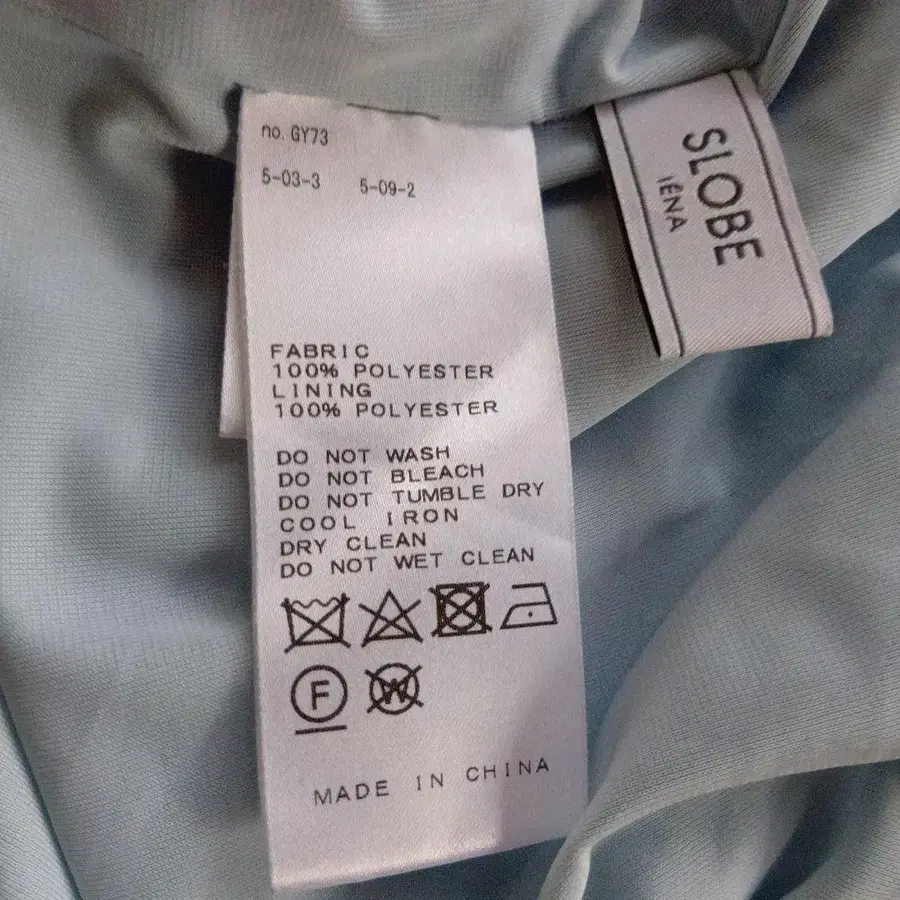 no. GY73
5-03-3 5-09-2
FABRIC
100% POLYESTER
LINING
100% POLYESTER
DO NOT WASH
DO NOT BLEACH
DO NOT TUMBLE DRY
COOL IRON
DRY CLEAN
DO NOT WET CLEAN
F W
MADE IN CHINA
SLOBE
IÊNA